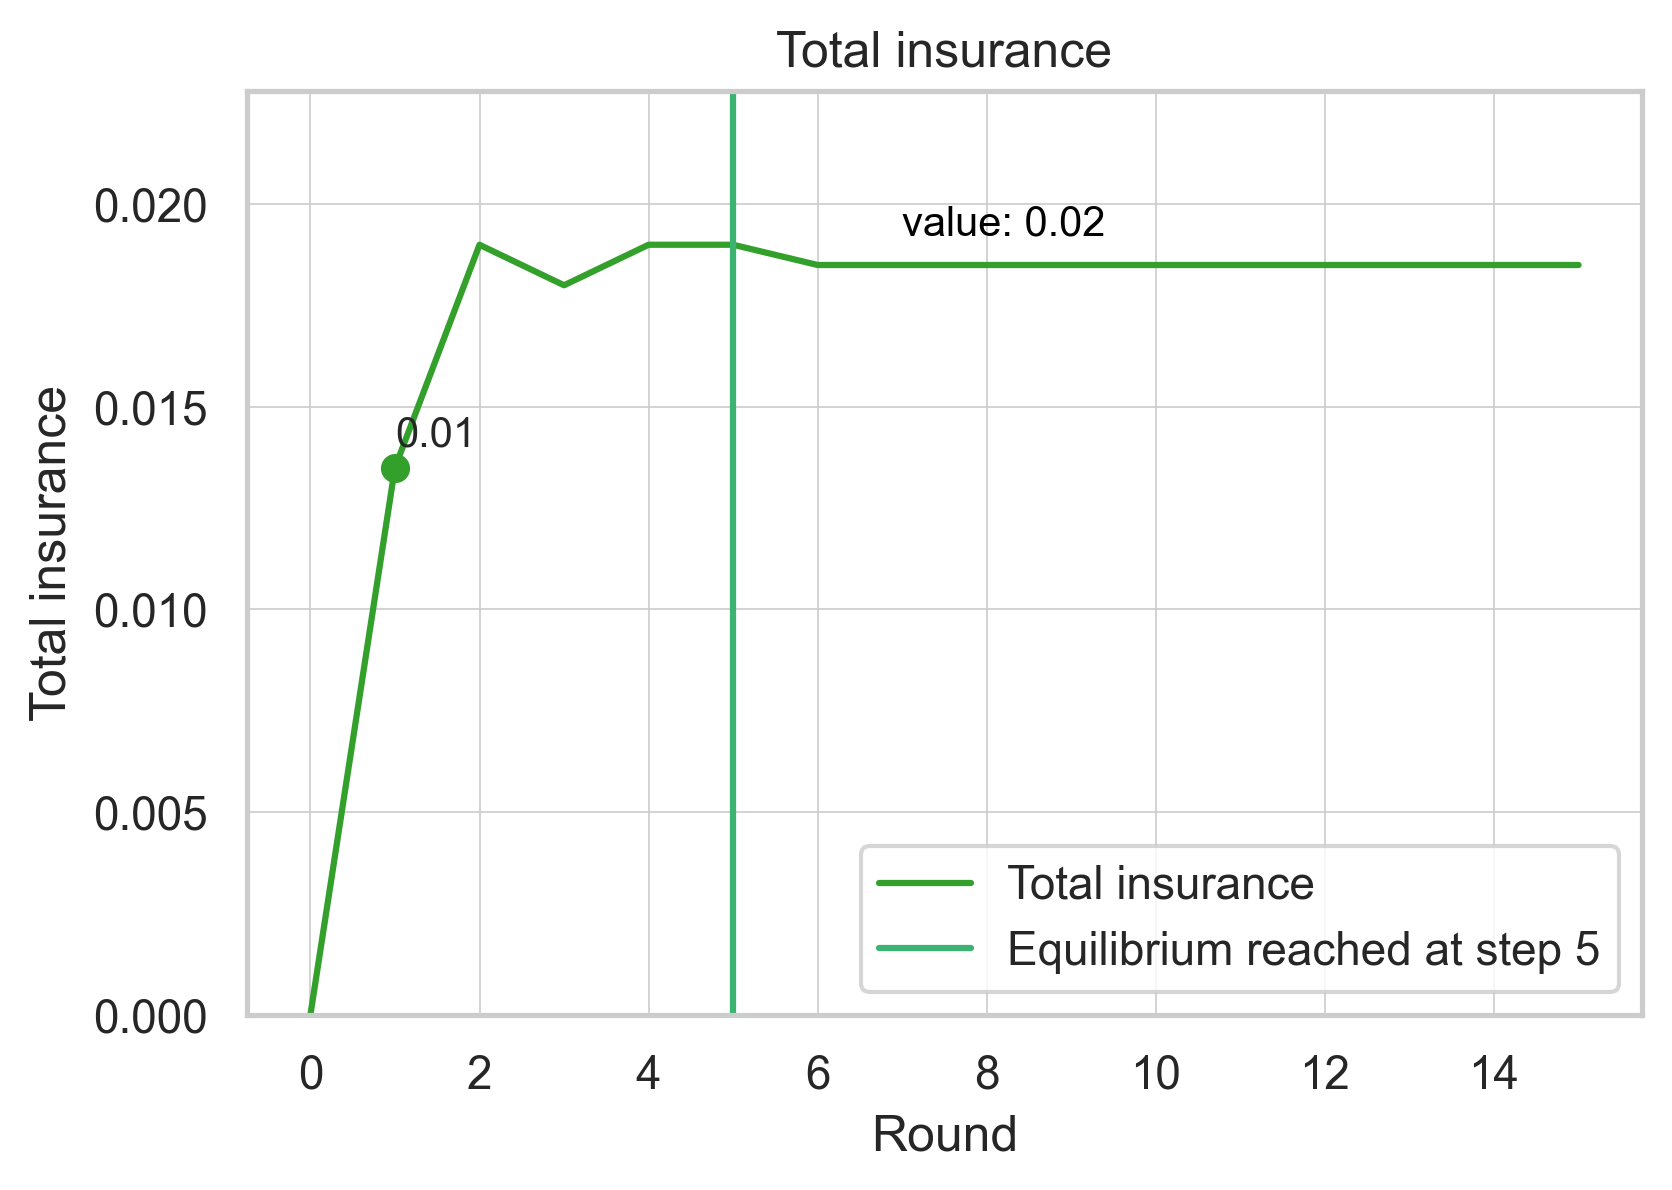 Total insurance
0.020
value: 0.02
0.015
0.01
Total insurance
0.010
0.005
Total insurance
Equilibrium reached at step 5
0.000
0 2 4 6 8 10 12 14
Round